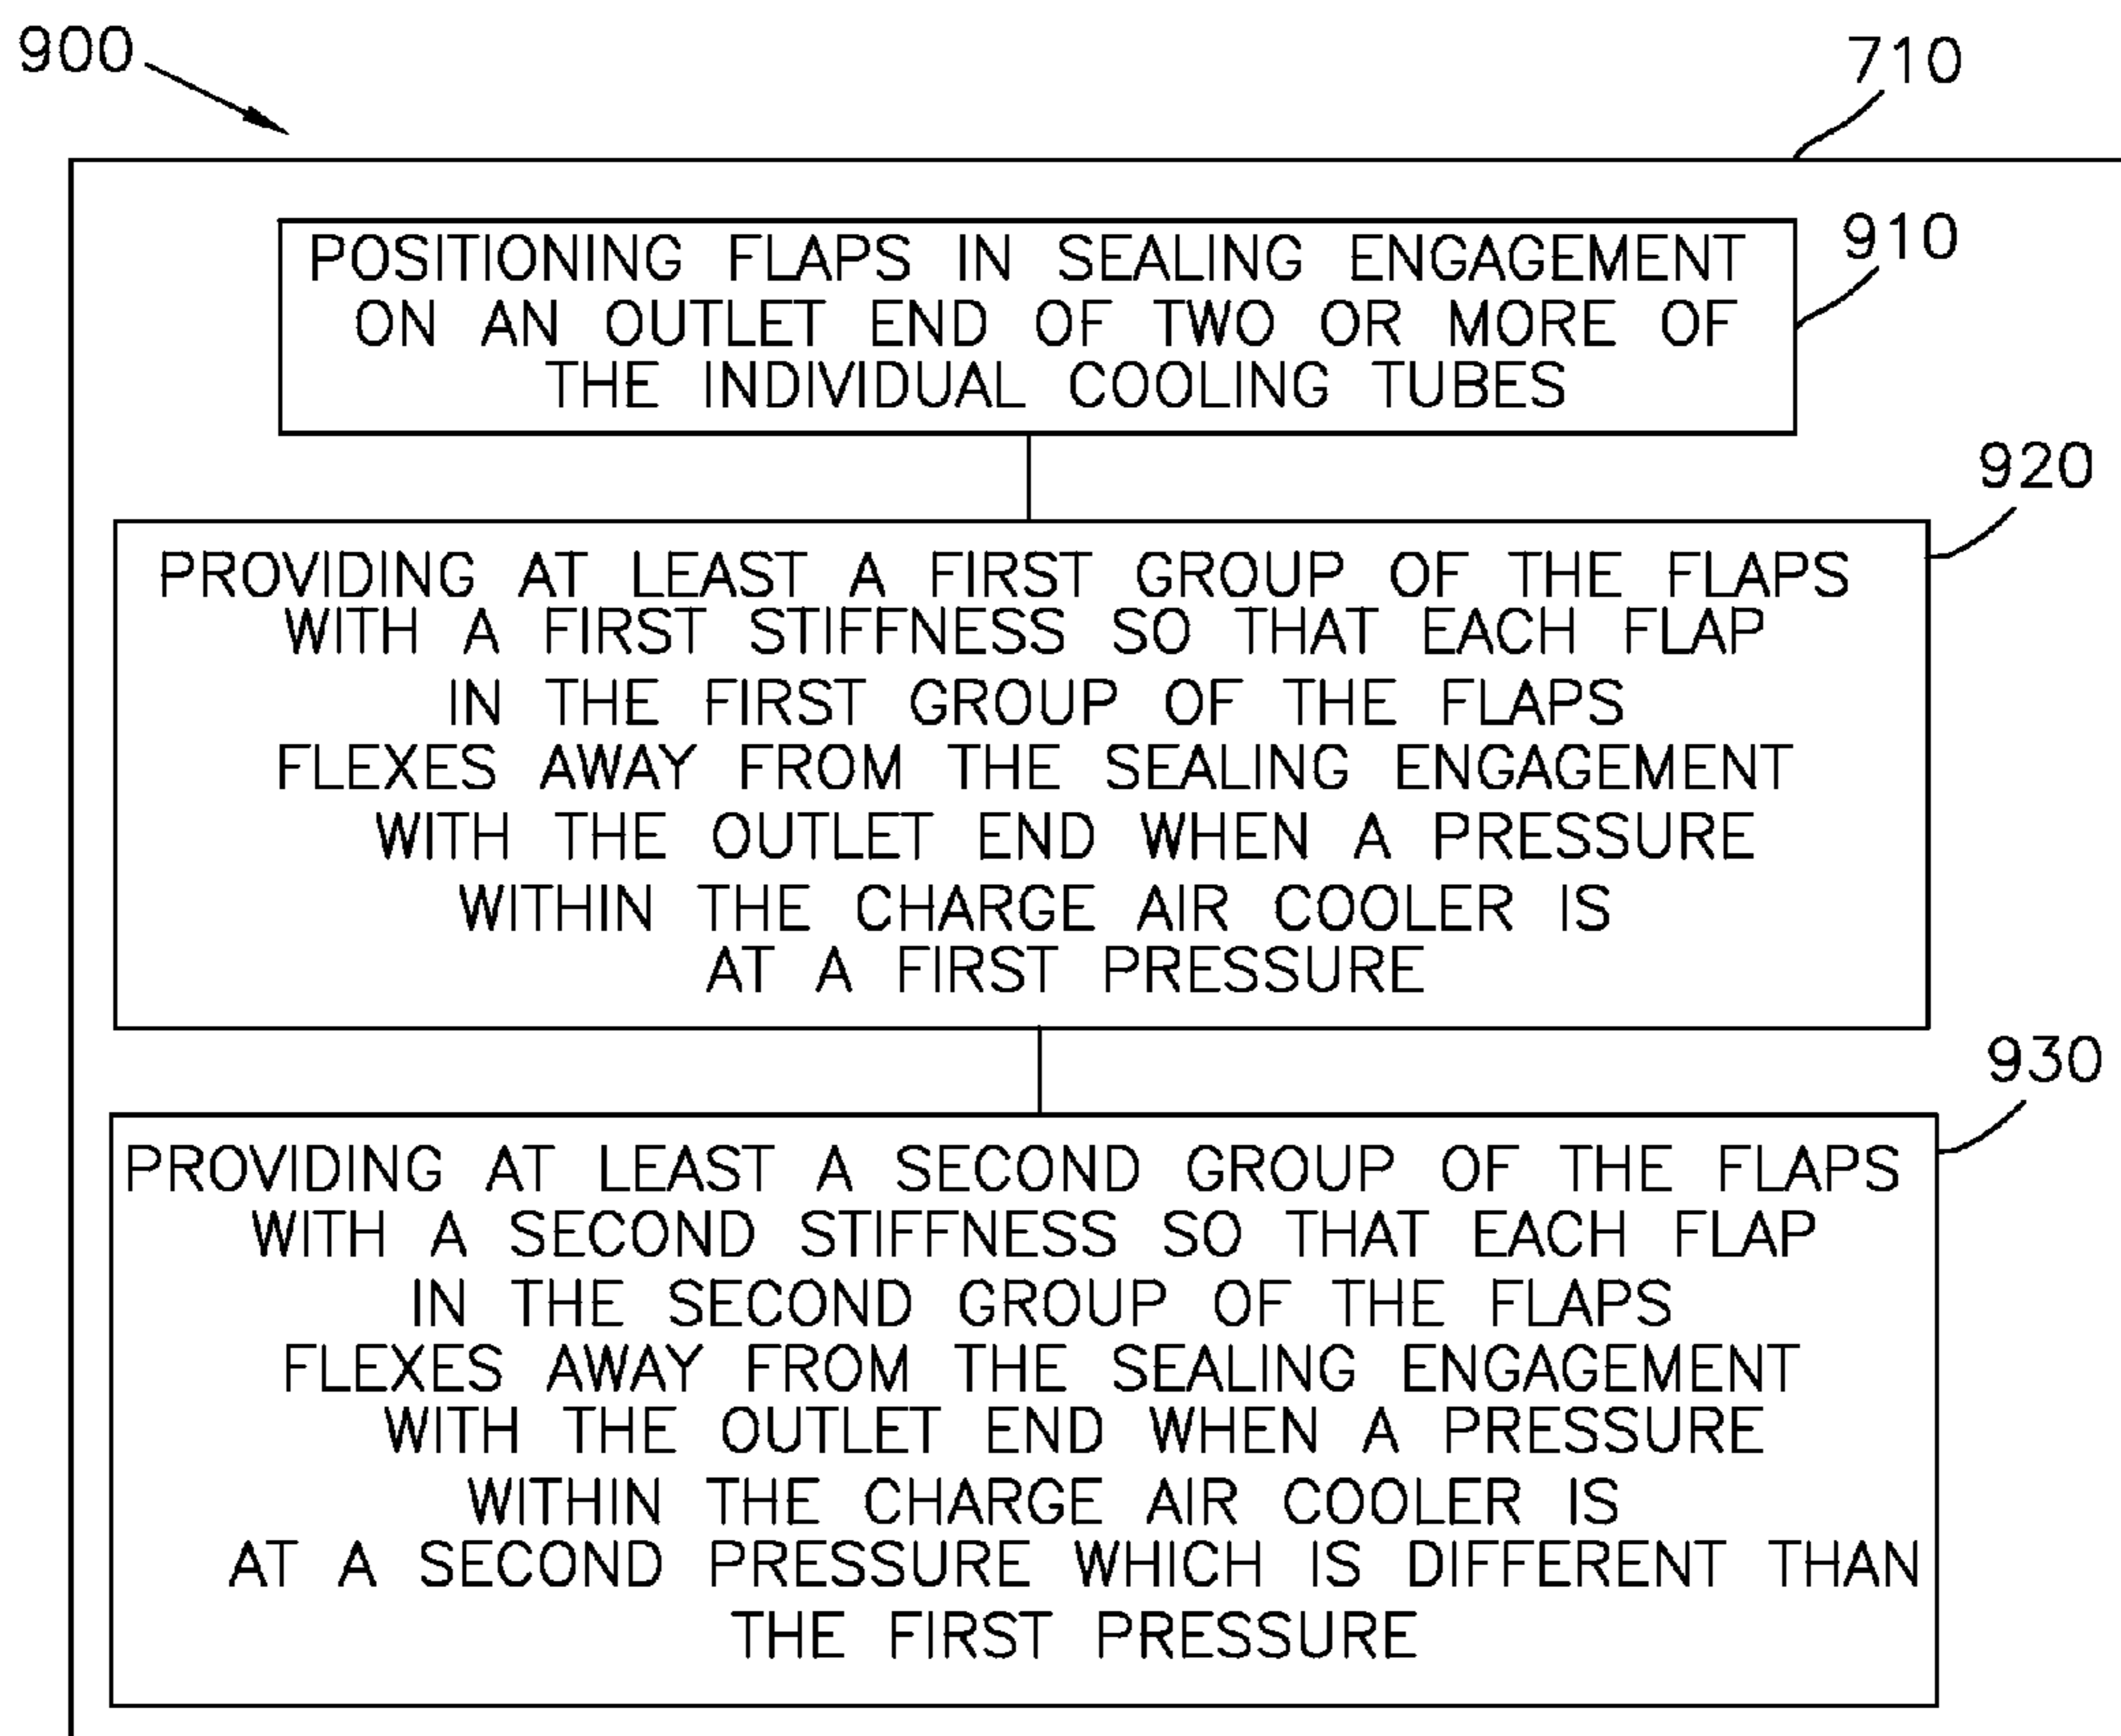 900
710
910
POSITIONING FLAPS IN SEALING ENGAGEMENT
ON AN OUTLET END OF TWO OR MORE OF
THE INDIVIDUAL COOLING TUBES
920
PROVIDING AT LEAST A FIRST GROUP OF THE FLAPS
WITH A FIRST STIFFNESS SO THAT EACH FLAP
IN THE FIRST GROUP OF THE FLAPS
FLEXES AWAY FROM THE SEALING ENGAGEMENT
WITH THE OUTLET END WHEN A PRESSURE
WITHIN THE CHARGE AIR COOLER IS
AT A FIRST PRESSURE
930
PROVIDING AT LEAST A SECOND GROUP OF THE FLAPS
WITH A SECOND STIFFNESS SO THAT EACH FLAP
IN THE SECOND GROUP OF THE FLAPS
FLEXES AWAY FROM THE SEALING ENGAGEMENT
WITH THE OUTLET END WHEN A PRESSURE
WITHIN THE CHARGE AIR COOLER IS
AT A SECOND PRESSURE WHICH IS DIFFERENT THAN
THE FIRST PRESSURE